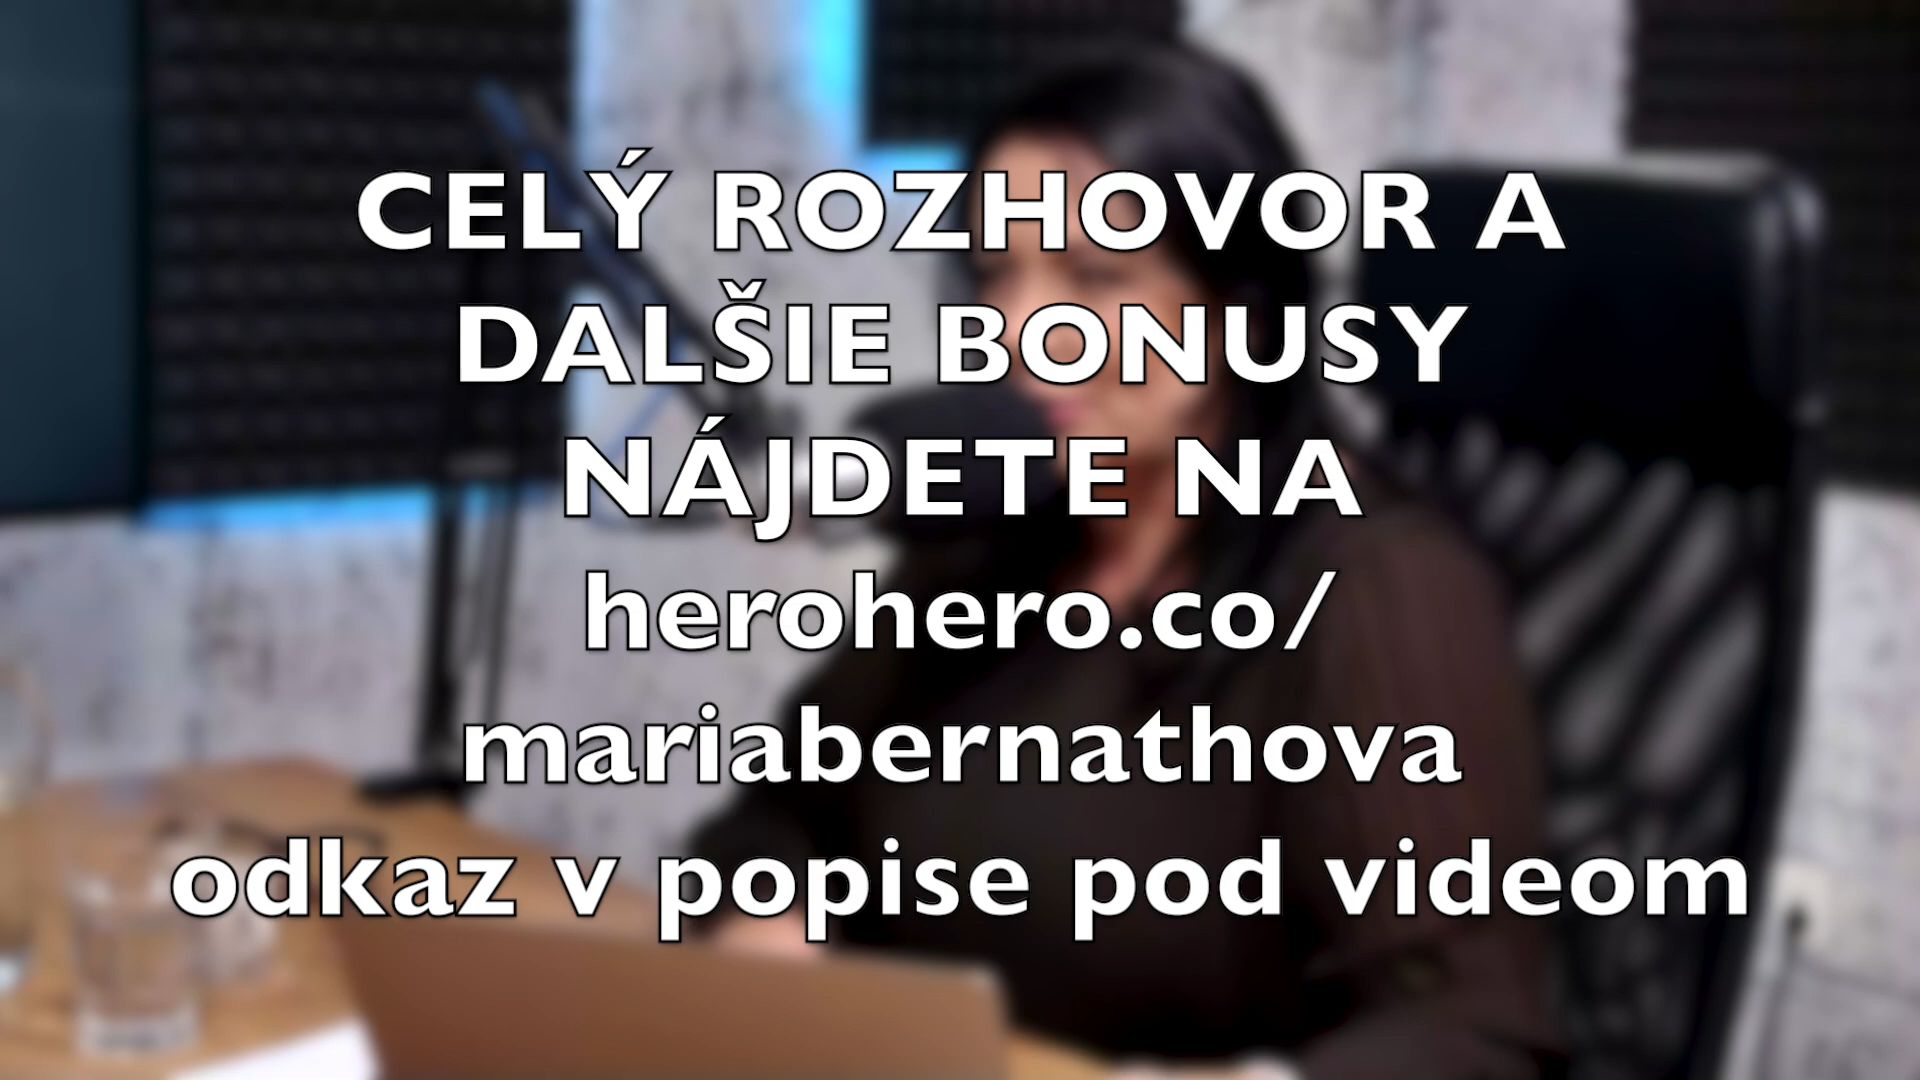 CELÝ ROZHOVOR A
DALŠIE BONUSY
NÁJDETE NA
herohero.co/
mariabernathova
odkaz v popise pod videom